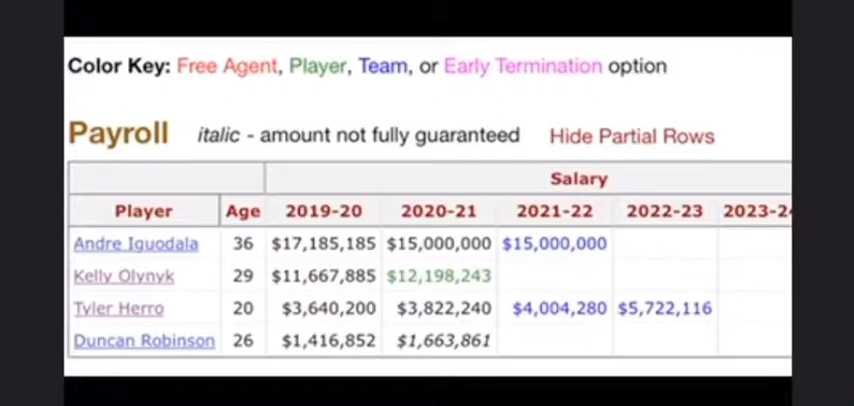 Color Key: Free Agent, Player, Team, or Early Termination option
Payroll italic - amount not fully guaranteed Hide Partial Rows
Salary
Player Age 2019-20 2020-21 2021-22 2022-23 2023-24
Andre Iguodala 36 $17,185,185 $15,000,000 $15,000,000
Kelly Olynyk 29 $11,667,885 $12,198,243
Tyler Herro 20 $3,640,200 $3,822,240 $4,004,280 $5,722,116
Duncan Robinson 26 $1,416,852 $1,663,861